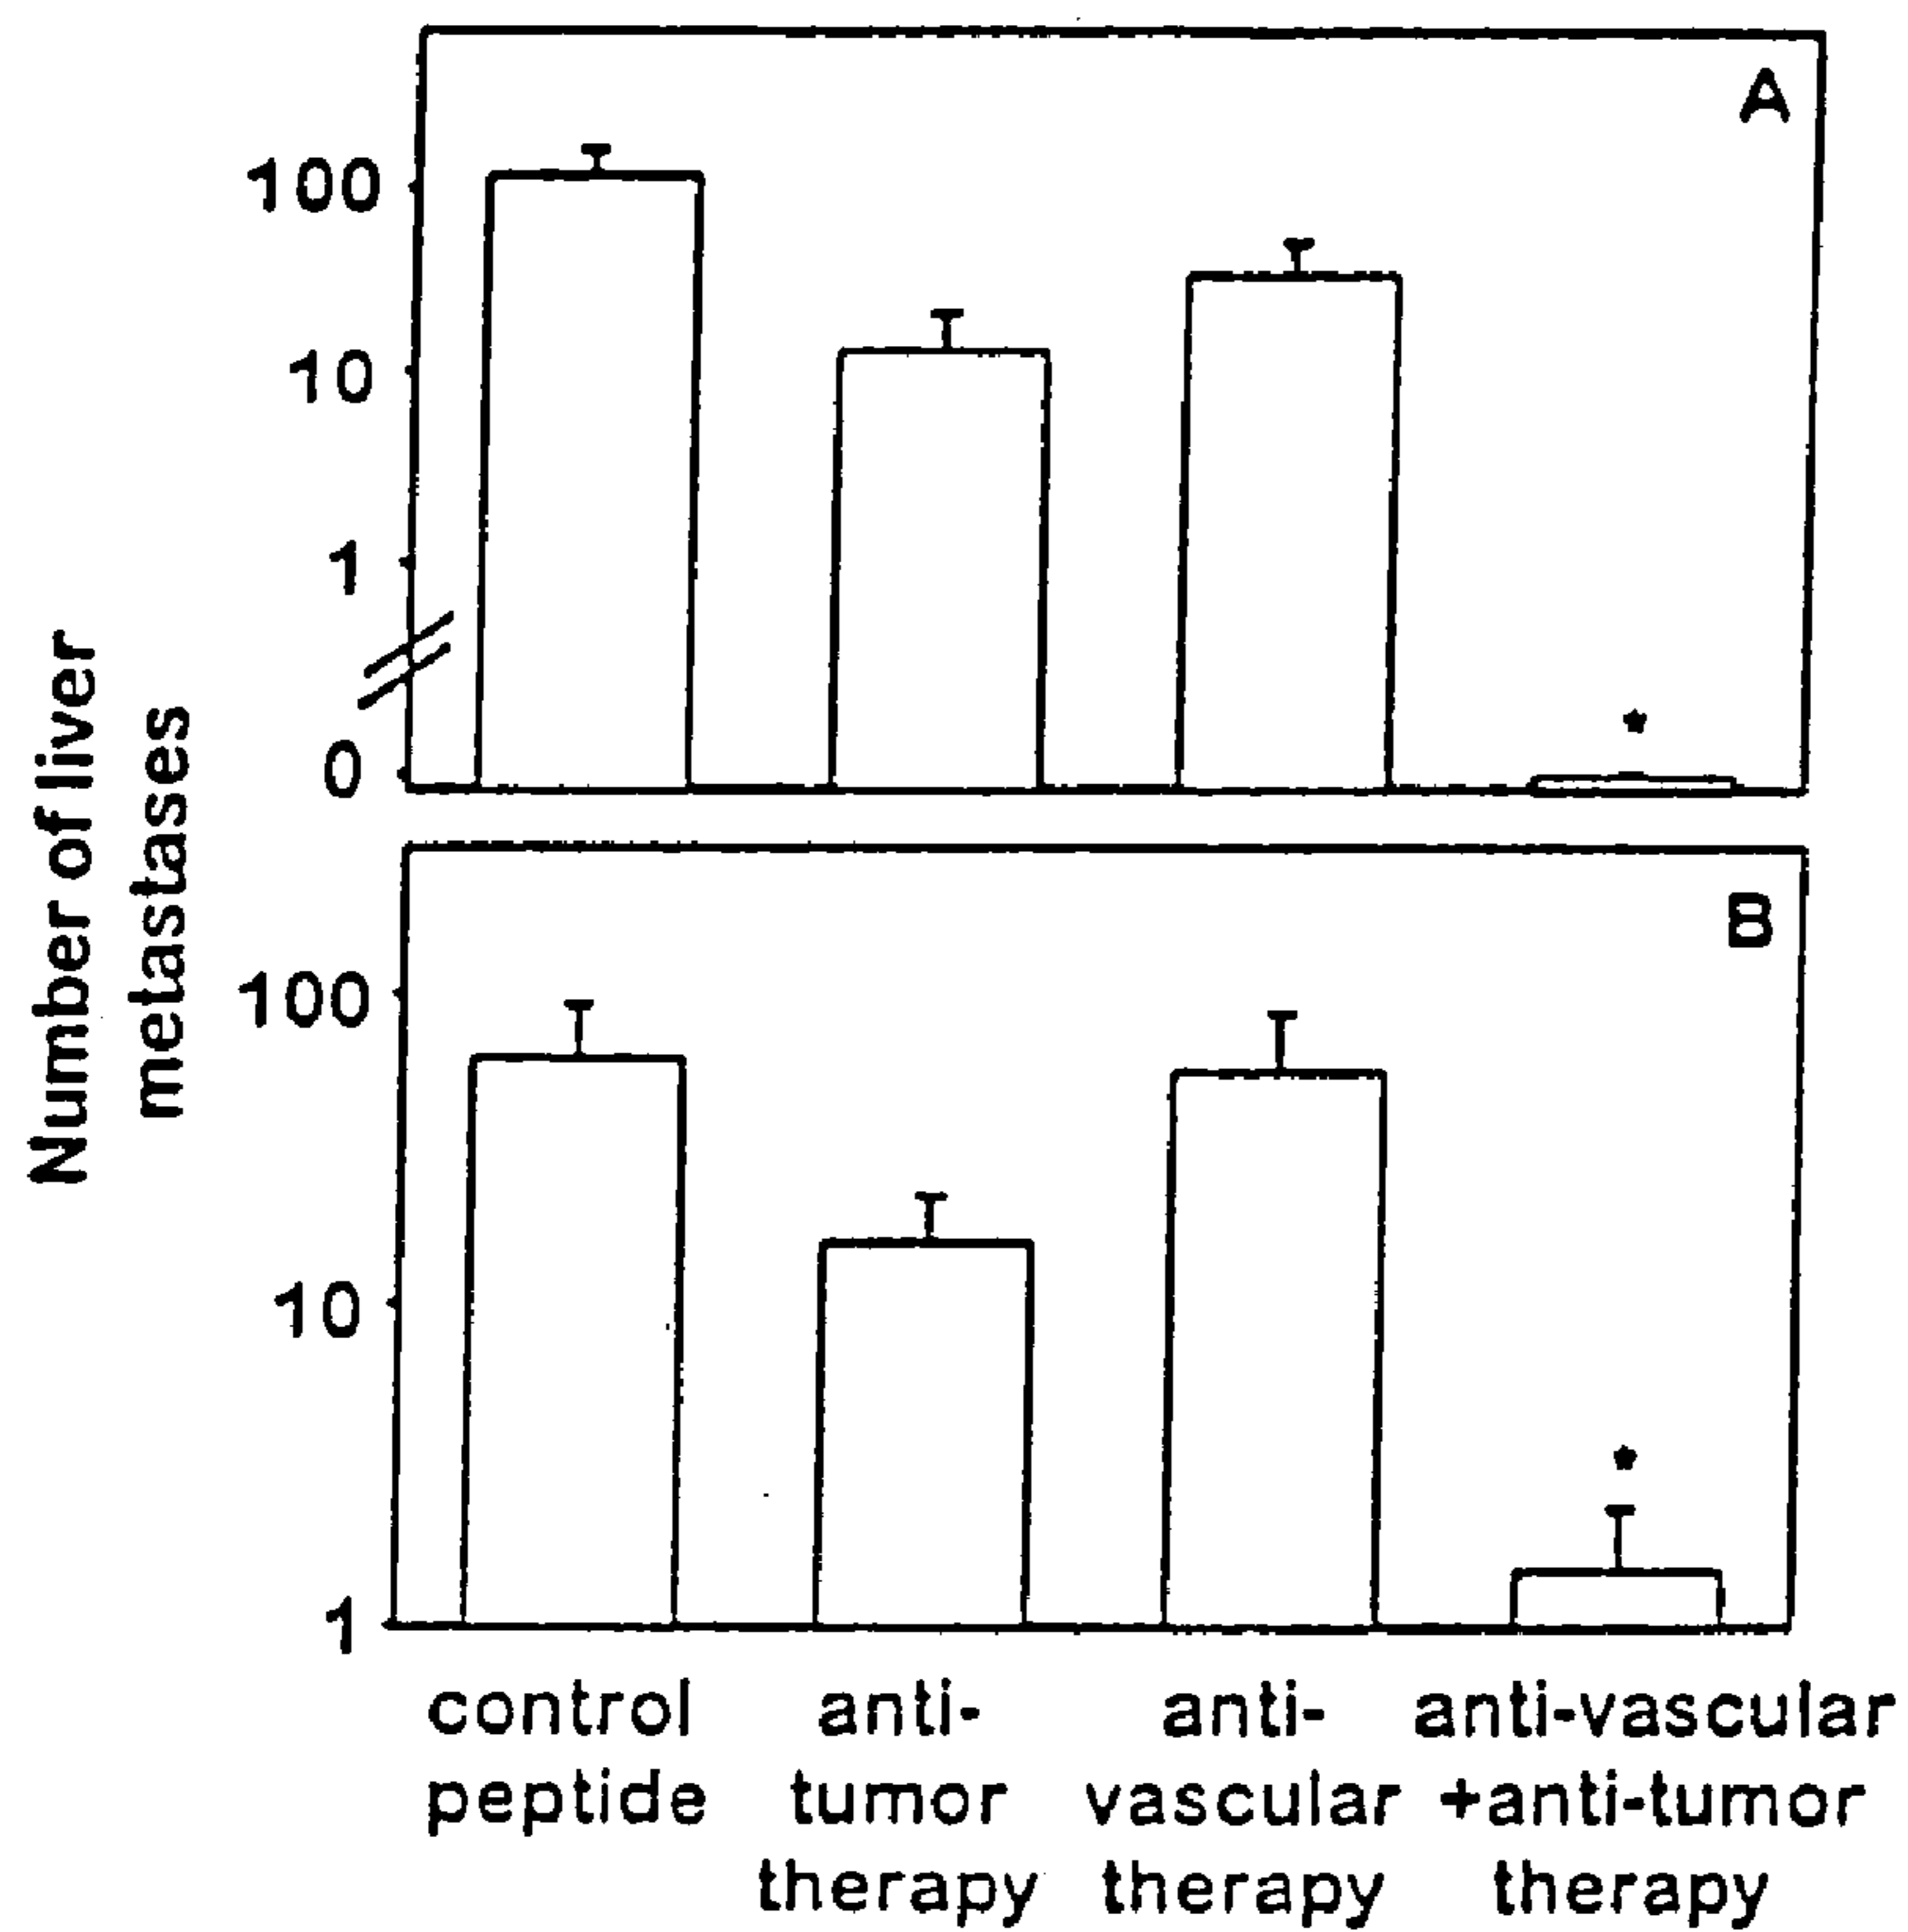 A
100
10
1
0
Number of liver
metastases
B
100
10
1
control anti- anti- anti-vascular
peptide tumor vascular +anti-tumor
therapy therapy therapy